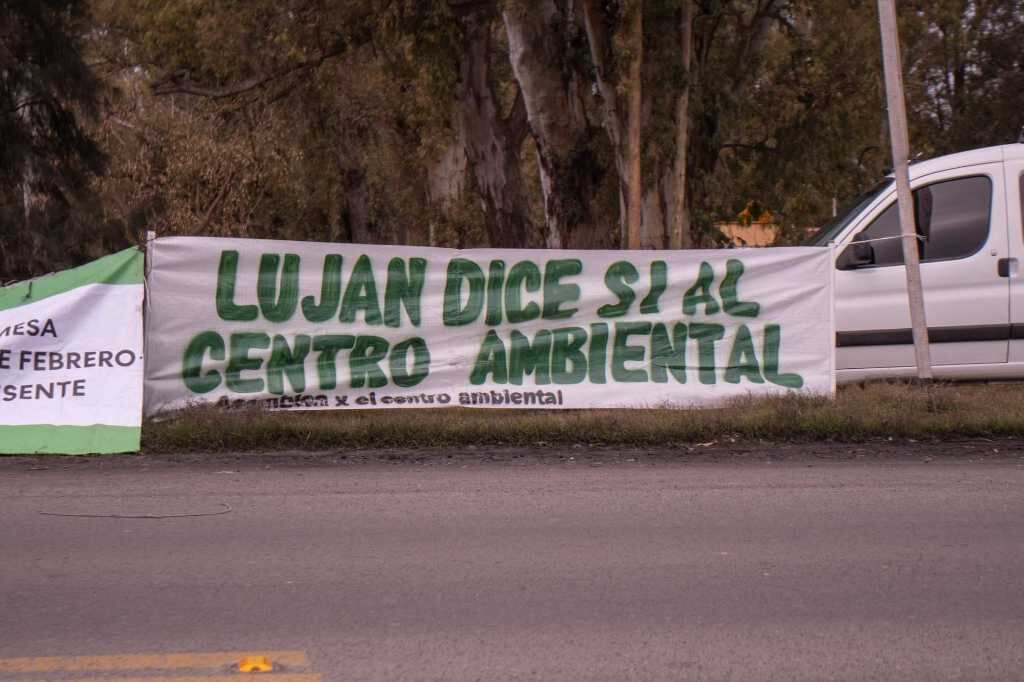 MESA
E FEBRERO
SENTE
LUJAN DICE SI AL
CENTRO AMBIENTAL
Asamblea x el centro ambiental